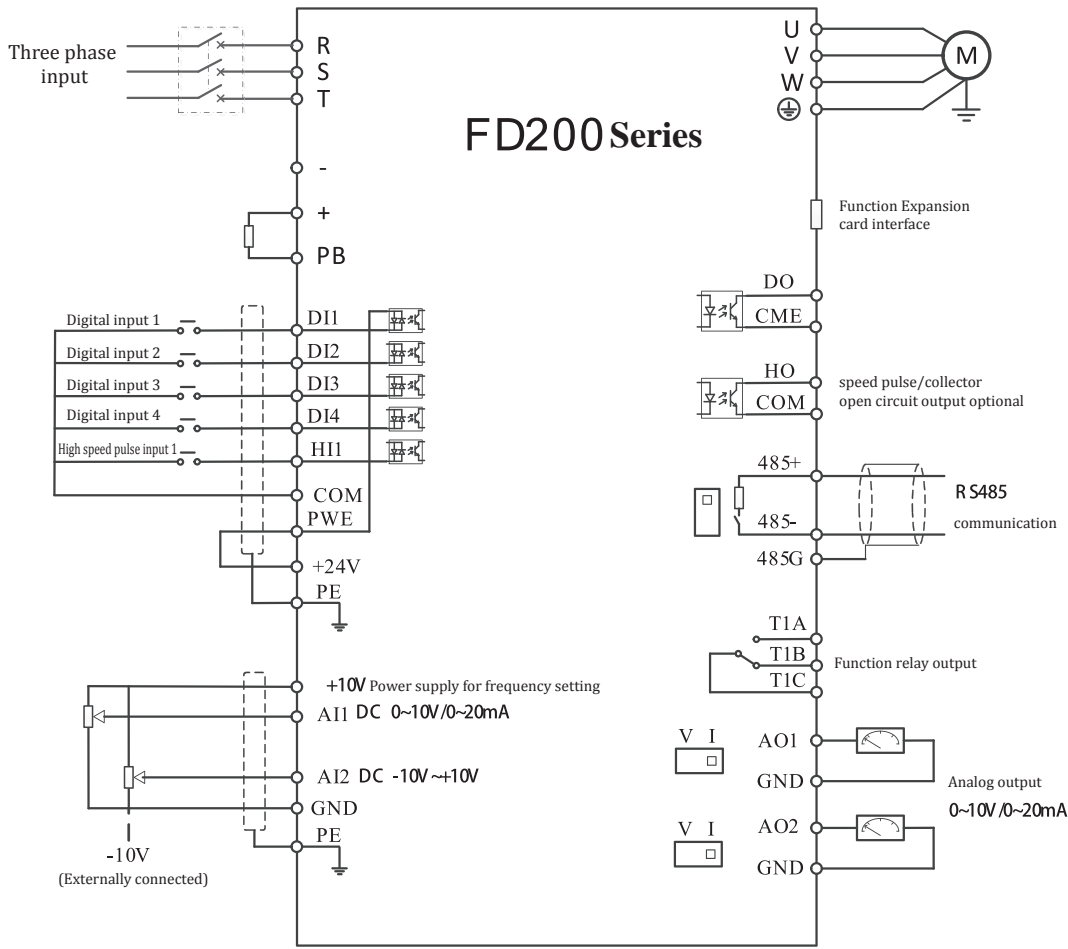 Three phase
input
R
S
T
-
+
PB
FD200 Series
U
V
W
M
Function Expansion
card interface
Digital input 1
Digital input 2
Digital input 3
Digital input 4
High speed pulse input 1
DI1
DI2
DI3
DI4
HI1
COM
PWE
+24V
PE
DO
CME
HO
COM
speed pulse/collector
open circuit output optional
485+
485-
485G
RS485
communication
T1A
T1B
T1C
Function relay output
+10V Power supply for frequency setting
AI1 DC 0~10V/0~20mA
AI2 DC -10V~+10V
GND
PE
-10V
(Externally connected)
V I
AO1
GND
V I
AO2
GND
Analog output
0~10V/0~20mA